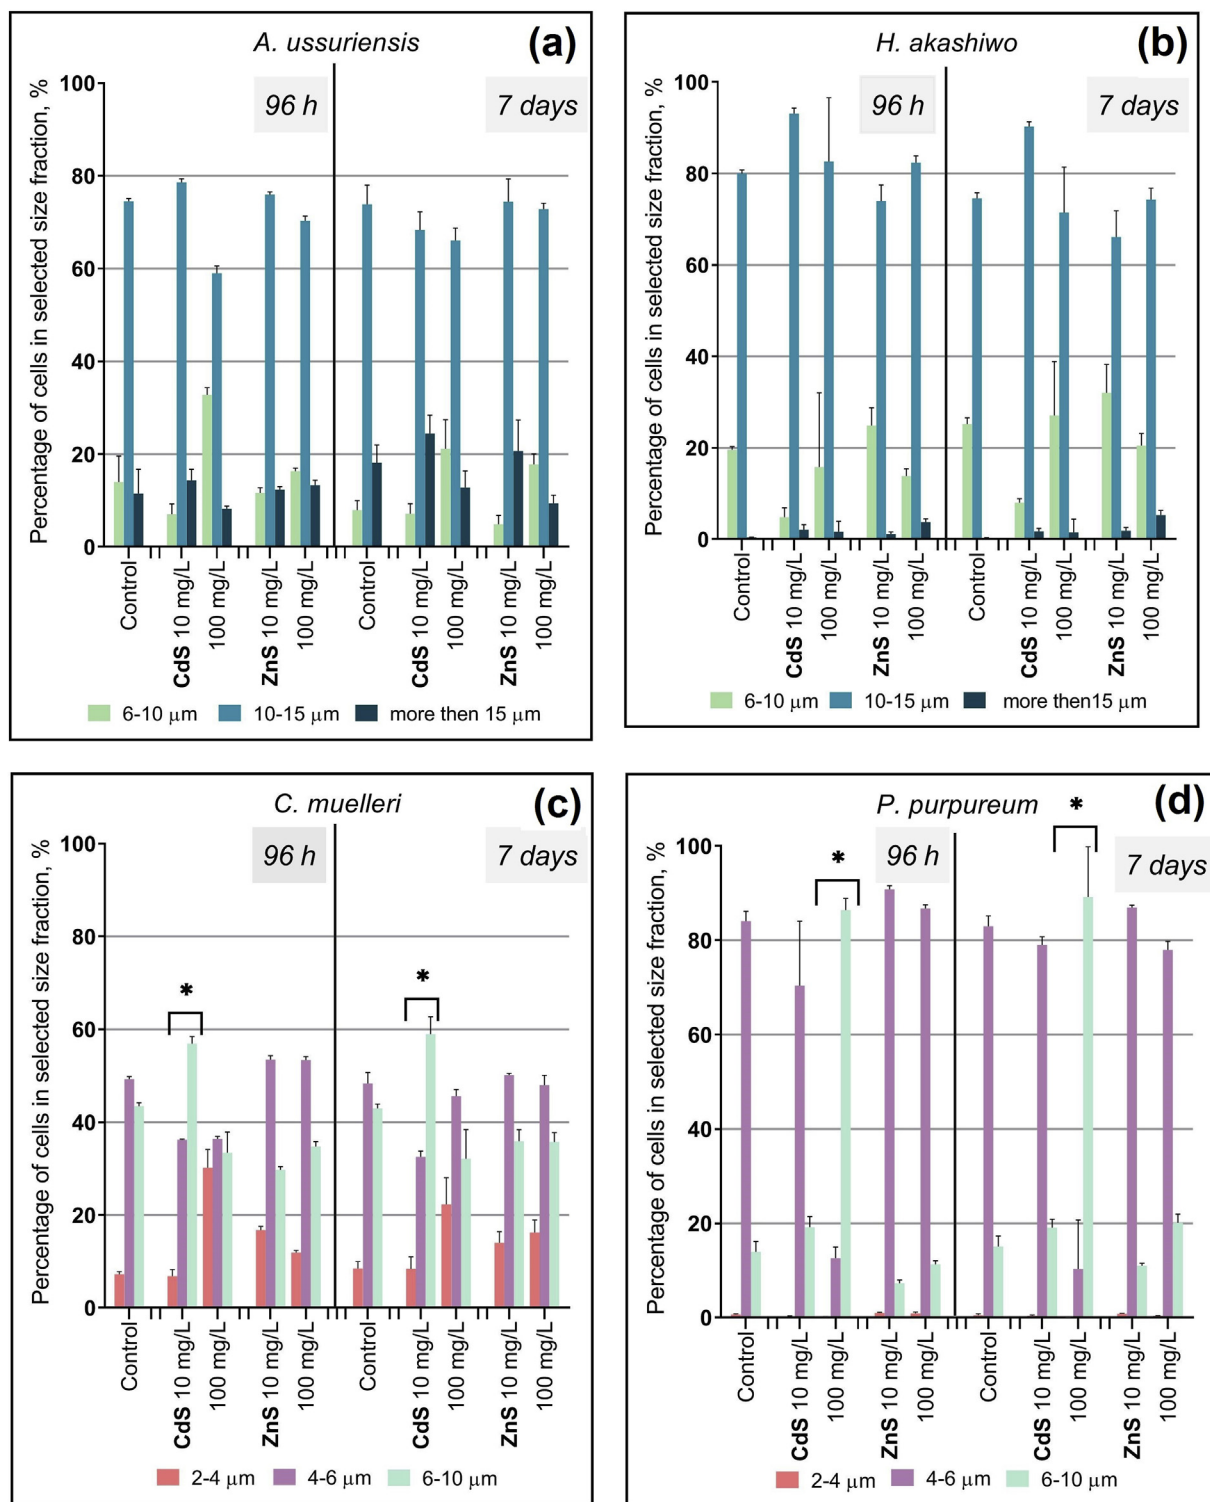 A. ussuriensis (a)
Percentage of cells in selected size fraction, %
100
80
60
40
20
0
96 h
7 days
Control
CdS 10 mg/L
100 mg/L
ZnS 10 mg/L
100 mg/L
Control
CdS 10 mg/L
100 mg/L
ZnS 10 mg/L
100 mg/L
6-10 μm 10-15 μm more then 15 μm
H. akashiwo (b)
Percentage of cells in selected size fraction, %
100
80
60
40
20
0
96 h
7 days
Control
CdS 10 mg/L
100 mg/L
ZnS 10 mg/L
100 mg/L
Control
CdS 10 mg/L
100 mg/L
ZnS 10 mg/L
100 mg/L
6-10 μm 10-15 μm more then15 μm
C. muelleri (c)
Percentage of cells in selected size fraction, %
100
80
60
40
20
0
96 h
7 days
*
*
Control
CdS 10 mg/L
100 mg/L
ZnS 10 mg/L
100 mg/L
Control
CdS 10 mg/L
100 mg/L
ZnS 10 mg/L
100 mg/L
2-4 μm 4-6 μm 6-10 μm
P. purpureum (d)
Percentage of cells in selected size fraction, %
100
80
60
40
20
0
96 h
7 days
*
*
Control
CdS 10 mg/L
100 mg/L
ZnS 10 mg/L
100 mg/L
Control
CdS 10 mg/L
100 mg/L
ZnS 10 mg/L
100 mg/L
2-4 μm 4-6 μm 6-10 μm